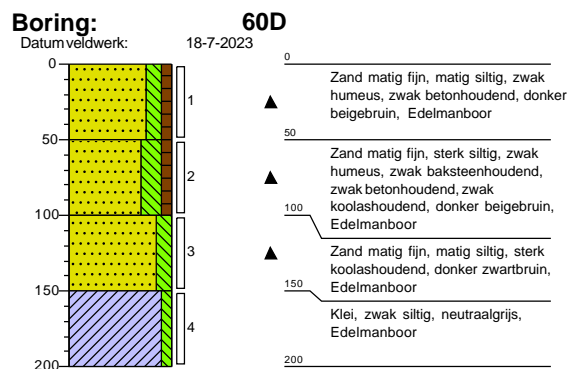 Boring: 60D
Datum veldwerk: 18-7-2023
0
50
100
150
200
1
2
3
4
0
Zand matig fijn, matig siltig, zwak
humeus, zwak betonhoudend, donker
beigebruin, Edelmanboor
50
Zand matig fijn, sterk siltig, zwak
humeus, zwak baksteenhoudend,
zwak betonhoudend, zwak
koolashoudend, donker beigebruin,
Edelmanboor
100
Zand matig fijn, matig siltig, sterk
koolashoudend, donker zwartbruin,
Edelmanboor
150
Klei, zwak siltig, neutraalgrijs,
Edelmanboor
200